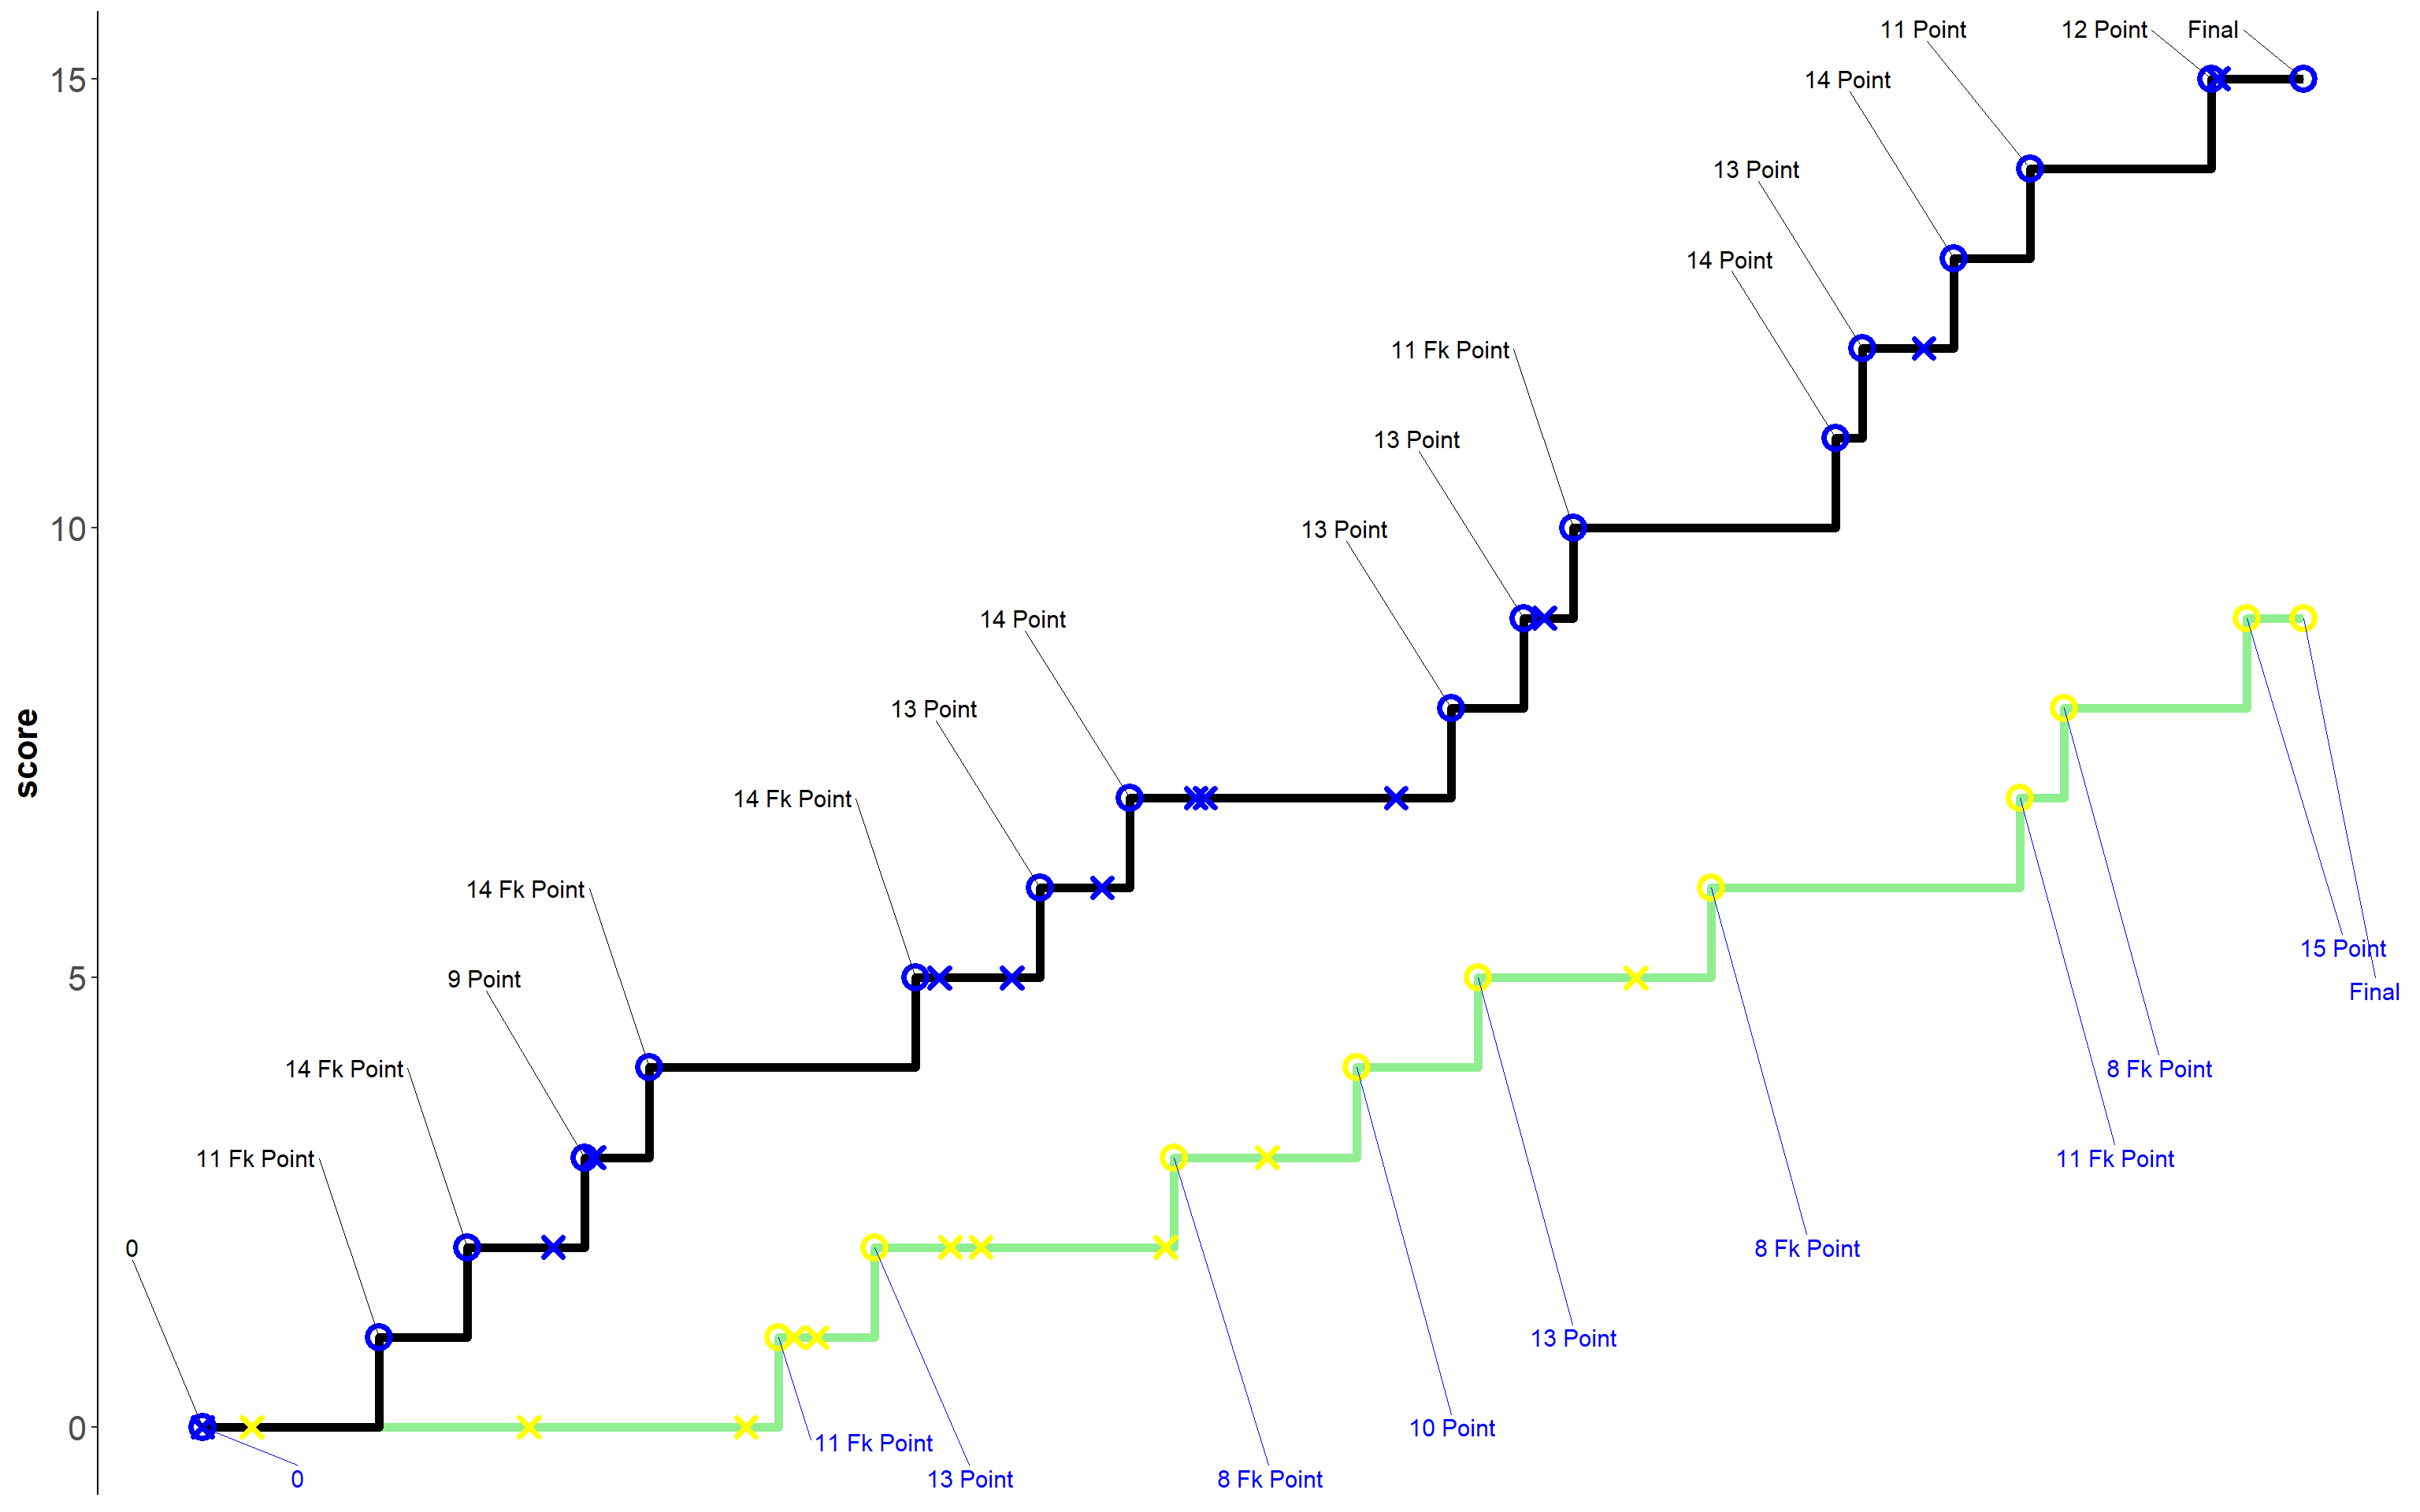 11 Point
12 Point
Final
15
14 Point
13 Point
14 Point
11 Fk Point
13 Point
10
13 Point
14 Point
13 Point
score
14 Fk Point
14 Fk Point
15 Point
5
9 Point
Final
14 Fk Point
8 Fk Point
11 Fk Point
11 Fk Point
0
8 Fk Point
13 Point
0
10 Point
11 Fk Point
0
13 Point
8 Fk Point